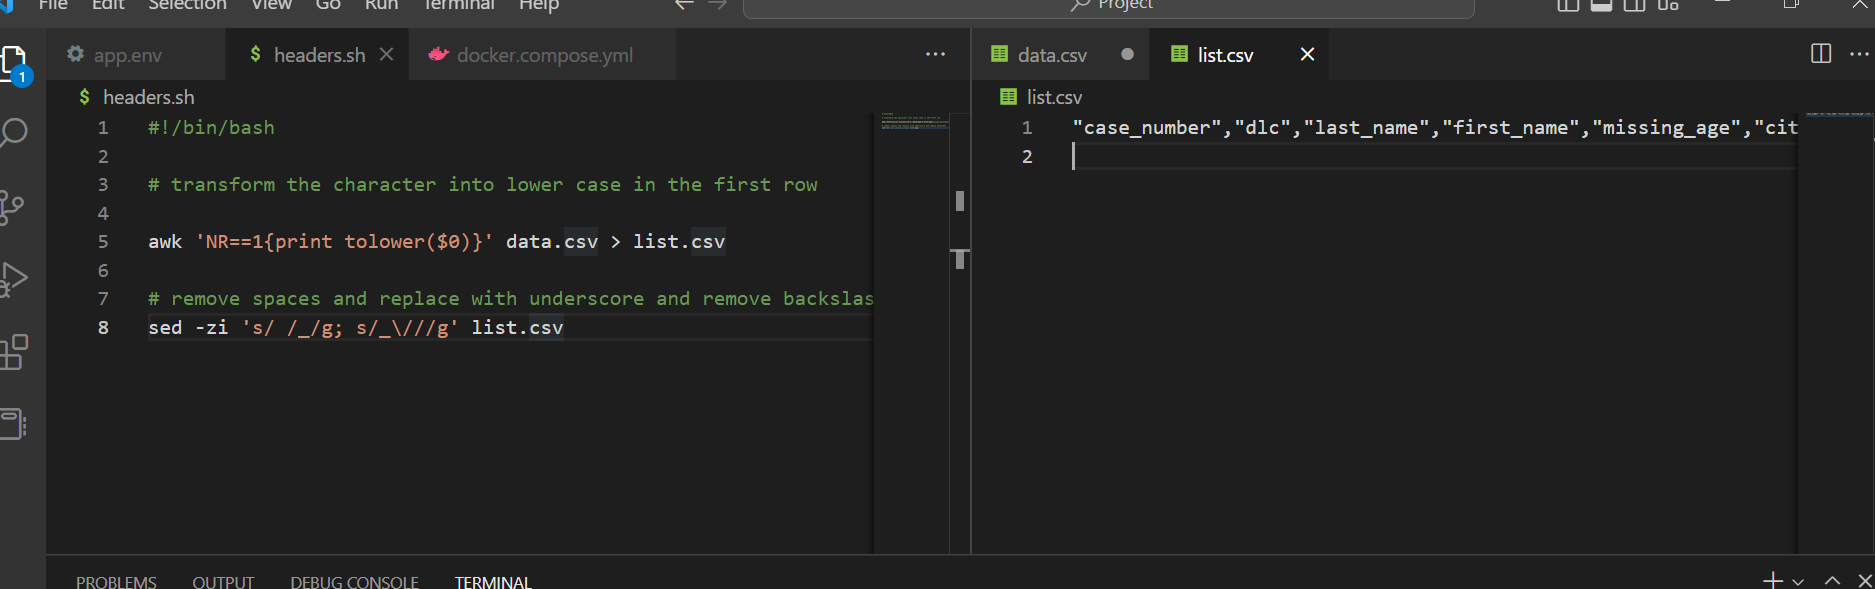 File Edit Selection View Go Run Terminal Help
Project
1
app.env
$ headers.sh
docker.compose.yml
...
data.csv
list.csv
...
$ headers.sh
1 #!/bin/bash
2
3 # transform the character into lower case in the first row
4
5 awk 'NR==1{print tolower($0)}' data.csv > list.csv
6
7 # remove spaces and replace with underscore and remove backslas
8 sed -zi 's/ /_/g; s/_\///g' list.csv
list.csv
1 "case_number","dlc","last_name","first_name","missing_age","cit
2
PROBLEMS OUTPUT DEBUG CONSOLE TERMINAL